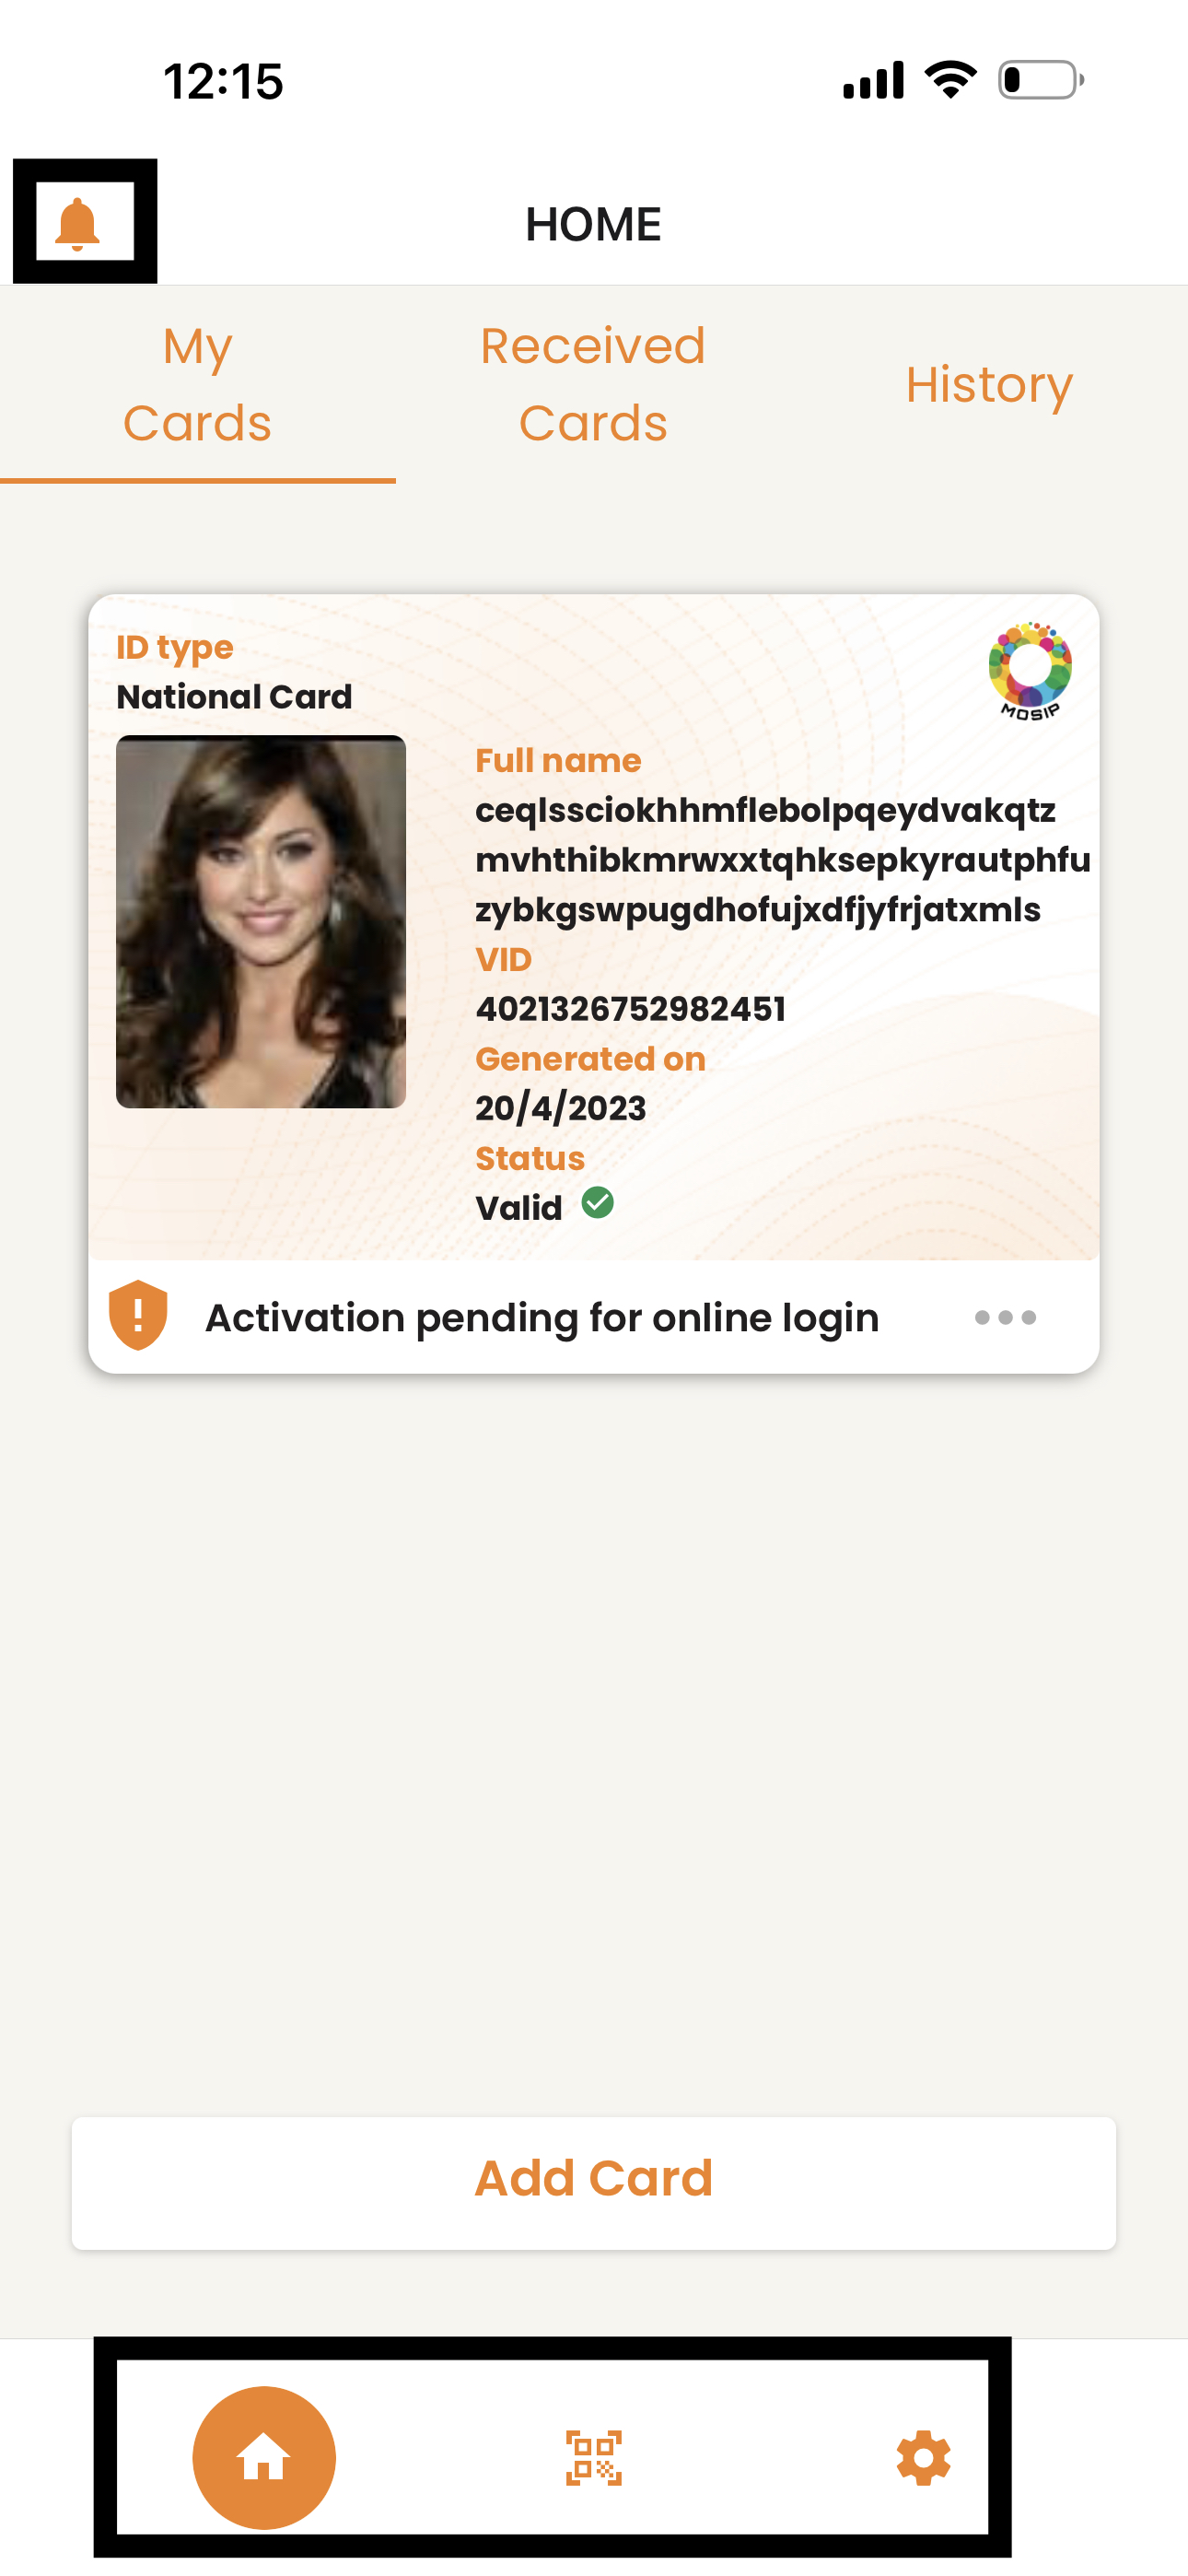 12:15
HOME
My
Cards
Received
Cards
History
ID type
National Card
MOSIP
Full name
ceqlssciokhhmflebolpqeydvakqtz
mvhthibkmrwxxtqhksepkyrautphfu
zybkgswpugdhofujxdfjyfrjatxmls
VID
4021326752982451
Generated on
20/4/2023
Status
Valid
Activation pending for online login
Add Card